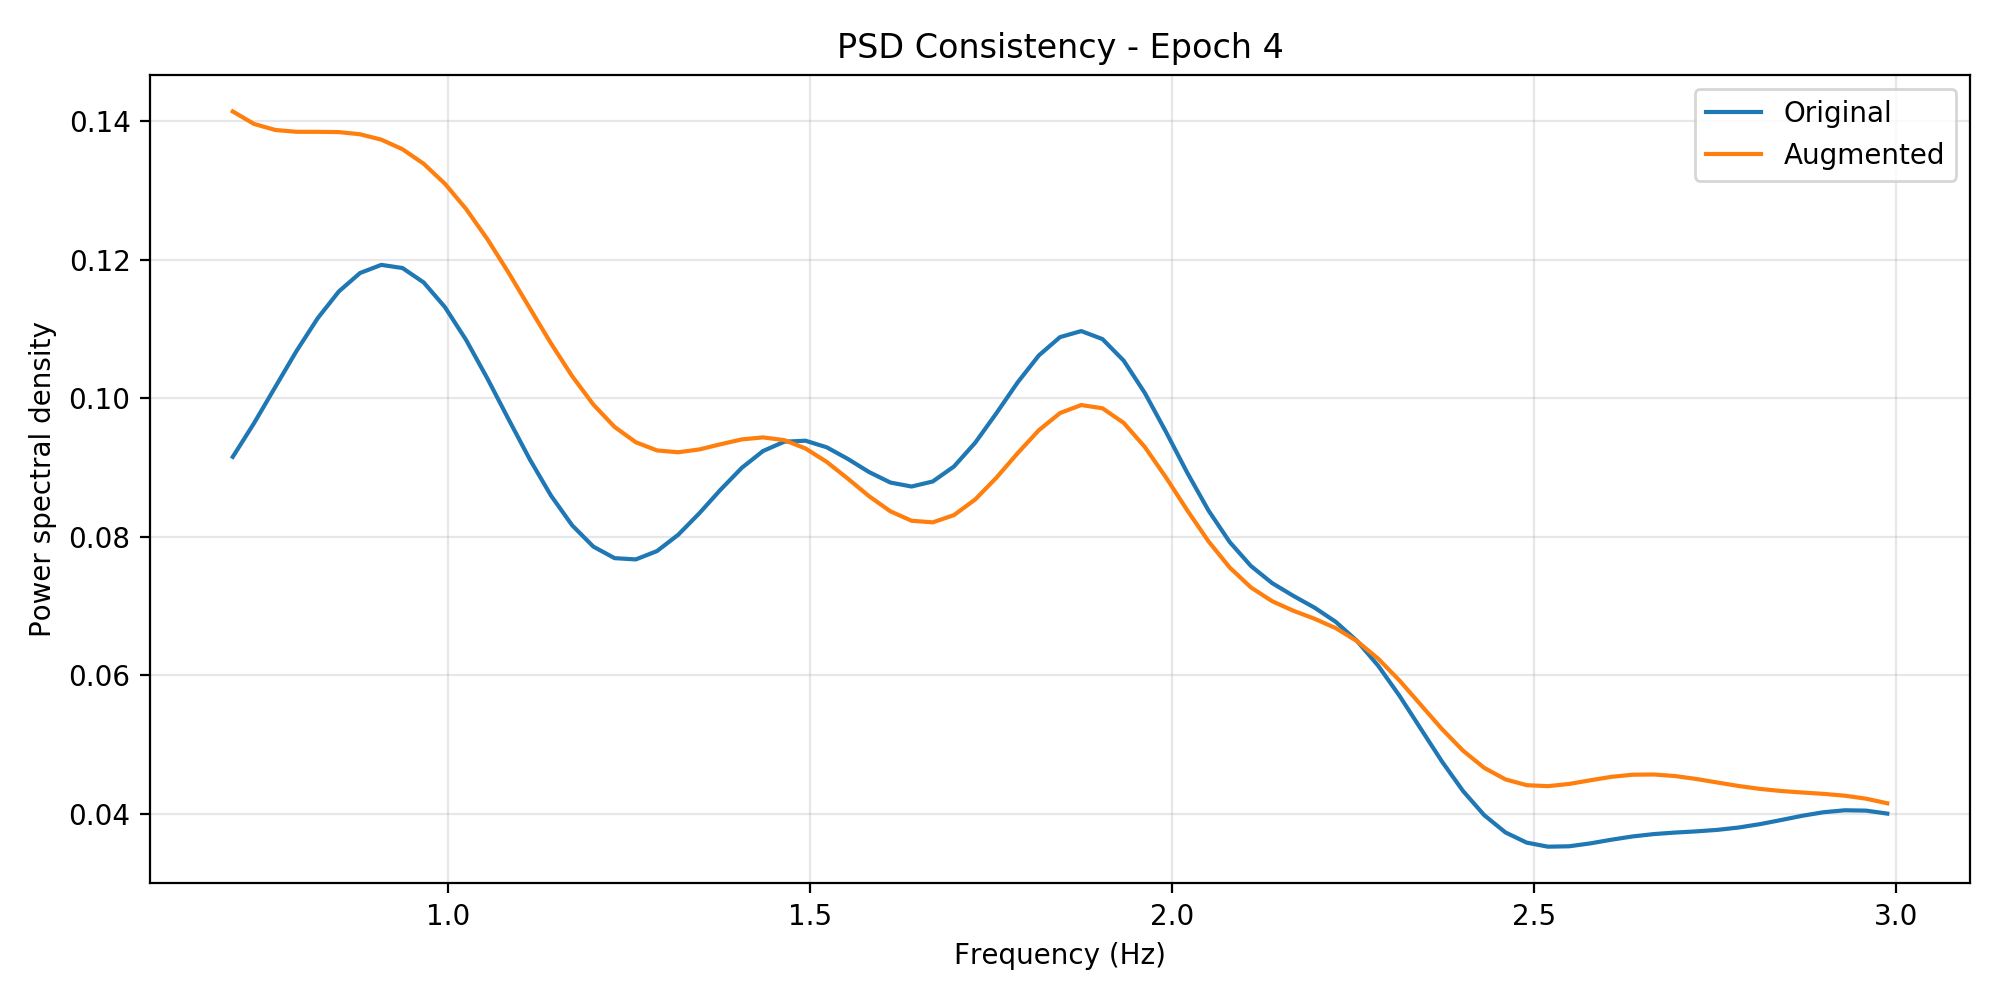 PSD Consistency - Epoch 4
Original
Augmented
0.14
0.12
0.10
0.08
0.06
0.04
Power spectral density
1.0
1.5
2.0
2.5
3.0
Frequency (Hz)